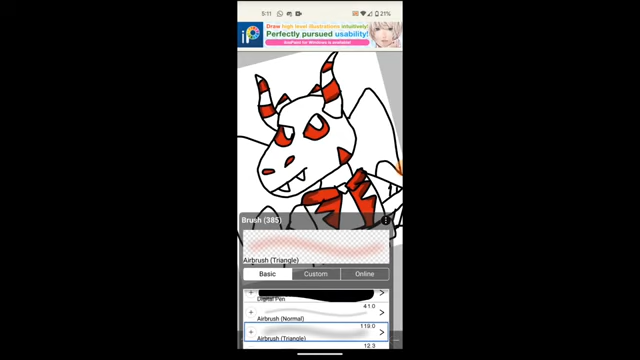 5:11
21%
Draw high level illustrations intuitively!
Perfectly pursued usability!
ibisPaint for Windows is available!
Brush (385)
Airbrush (Triangle)
Basic Custom Online
Digital Pen
41.0
Airbrush (Normal)
119.0
Airbrush (Triangle)
12.3